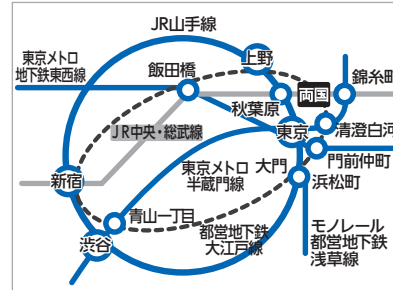 JR山手線
東京メトロ
地下鉄東西線
飯田橋
上野
錦糸町
両国
秋葉原
東京
清澄白河
JR中央・総武線
門前仲町
東京メトロ
半蔵門線
大門
浜松町
新宿
青山一丁目
渋谷
都営地下鉄
大江戸線
モノレール
都営地下鉄
浅草線